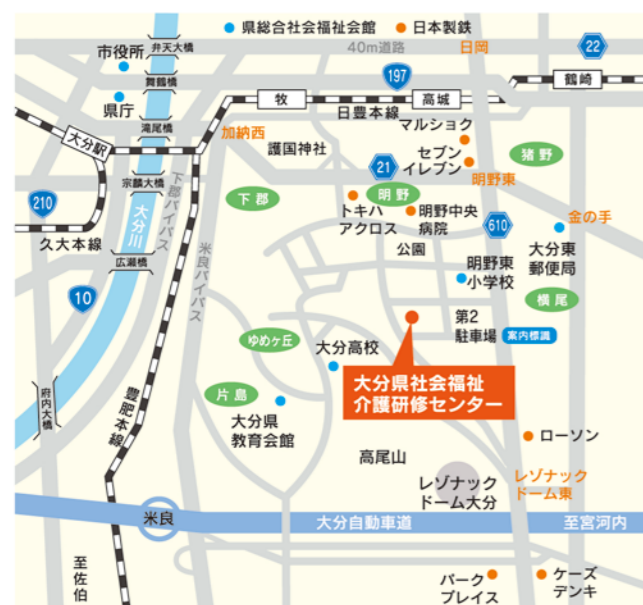 県総合社会福祉会館
日本製鉄
市役所
弁天大橋
40m道路
日岡
22
舞鶴橋
197
鶴崎
県庁
牧
高城
日豊本線
滝尾橋
加納西
マルショク
大分駅
護国神社
セブン
イレブン
猪野
21
明野東
宗麟大橋
下郡バイパス
下郡
明野
210
大分川
トキハ
アクロス
明野中央
病院
金の手
610
久大本線
米良バイパス
公園
大分東
郵便局
広瀬橋
明野東
小学校
10
横尾
第2
駐車場
案内標識
ゆめヶ丘
大分高校
大分県社会福祉
介護研修センター
府内大橋
豊肥本線
片島
大分県
教育会館
ローソン
高尾山
レゾナック
ドーム大分
レゾナック
ドーム東
米良
大分自動車道
至宮河内
至佐伯
パーク
プレイス
ケーズ
デンキ